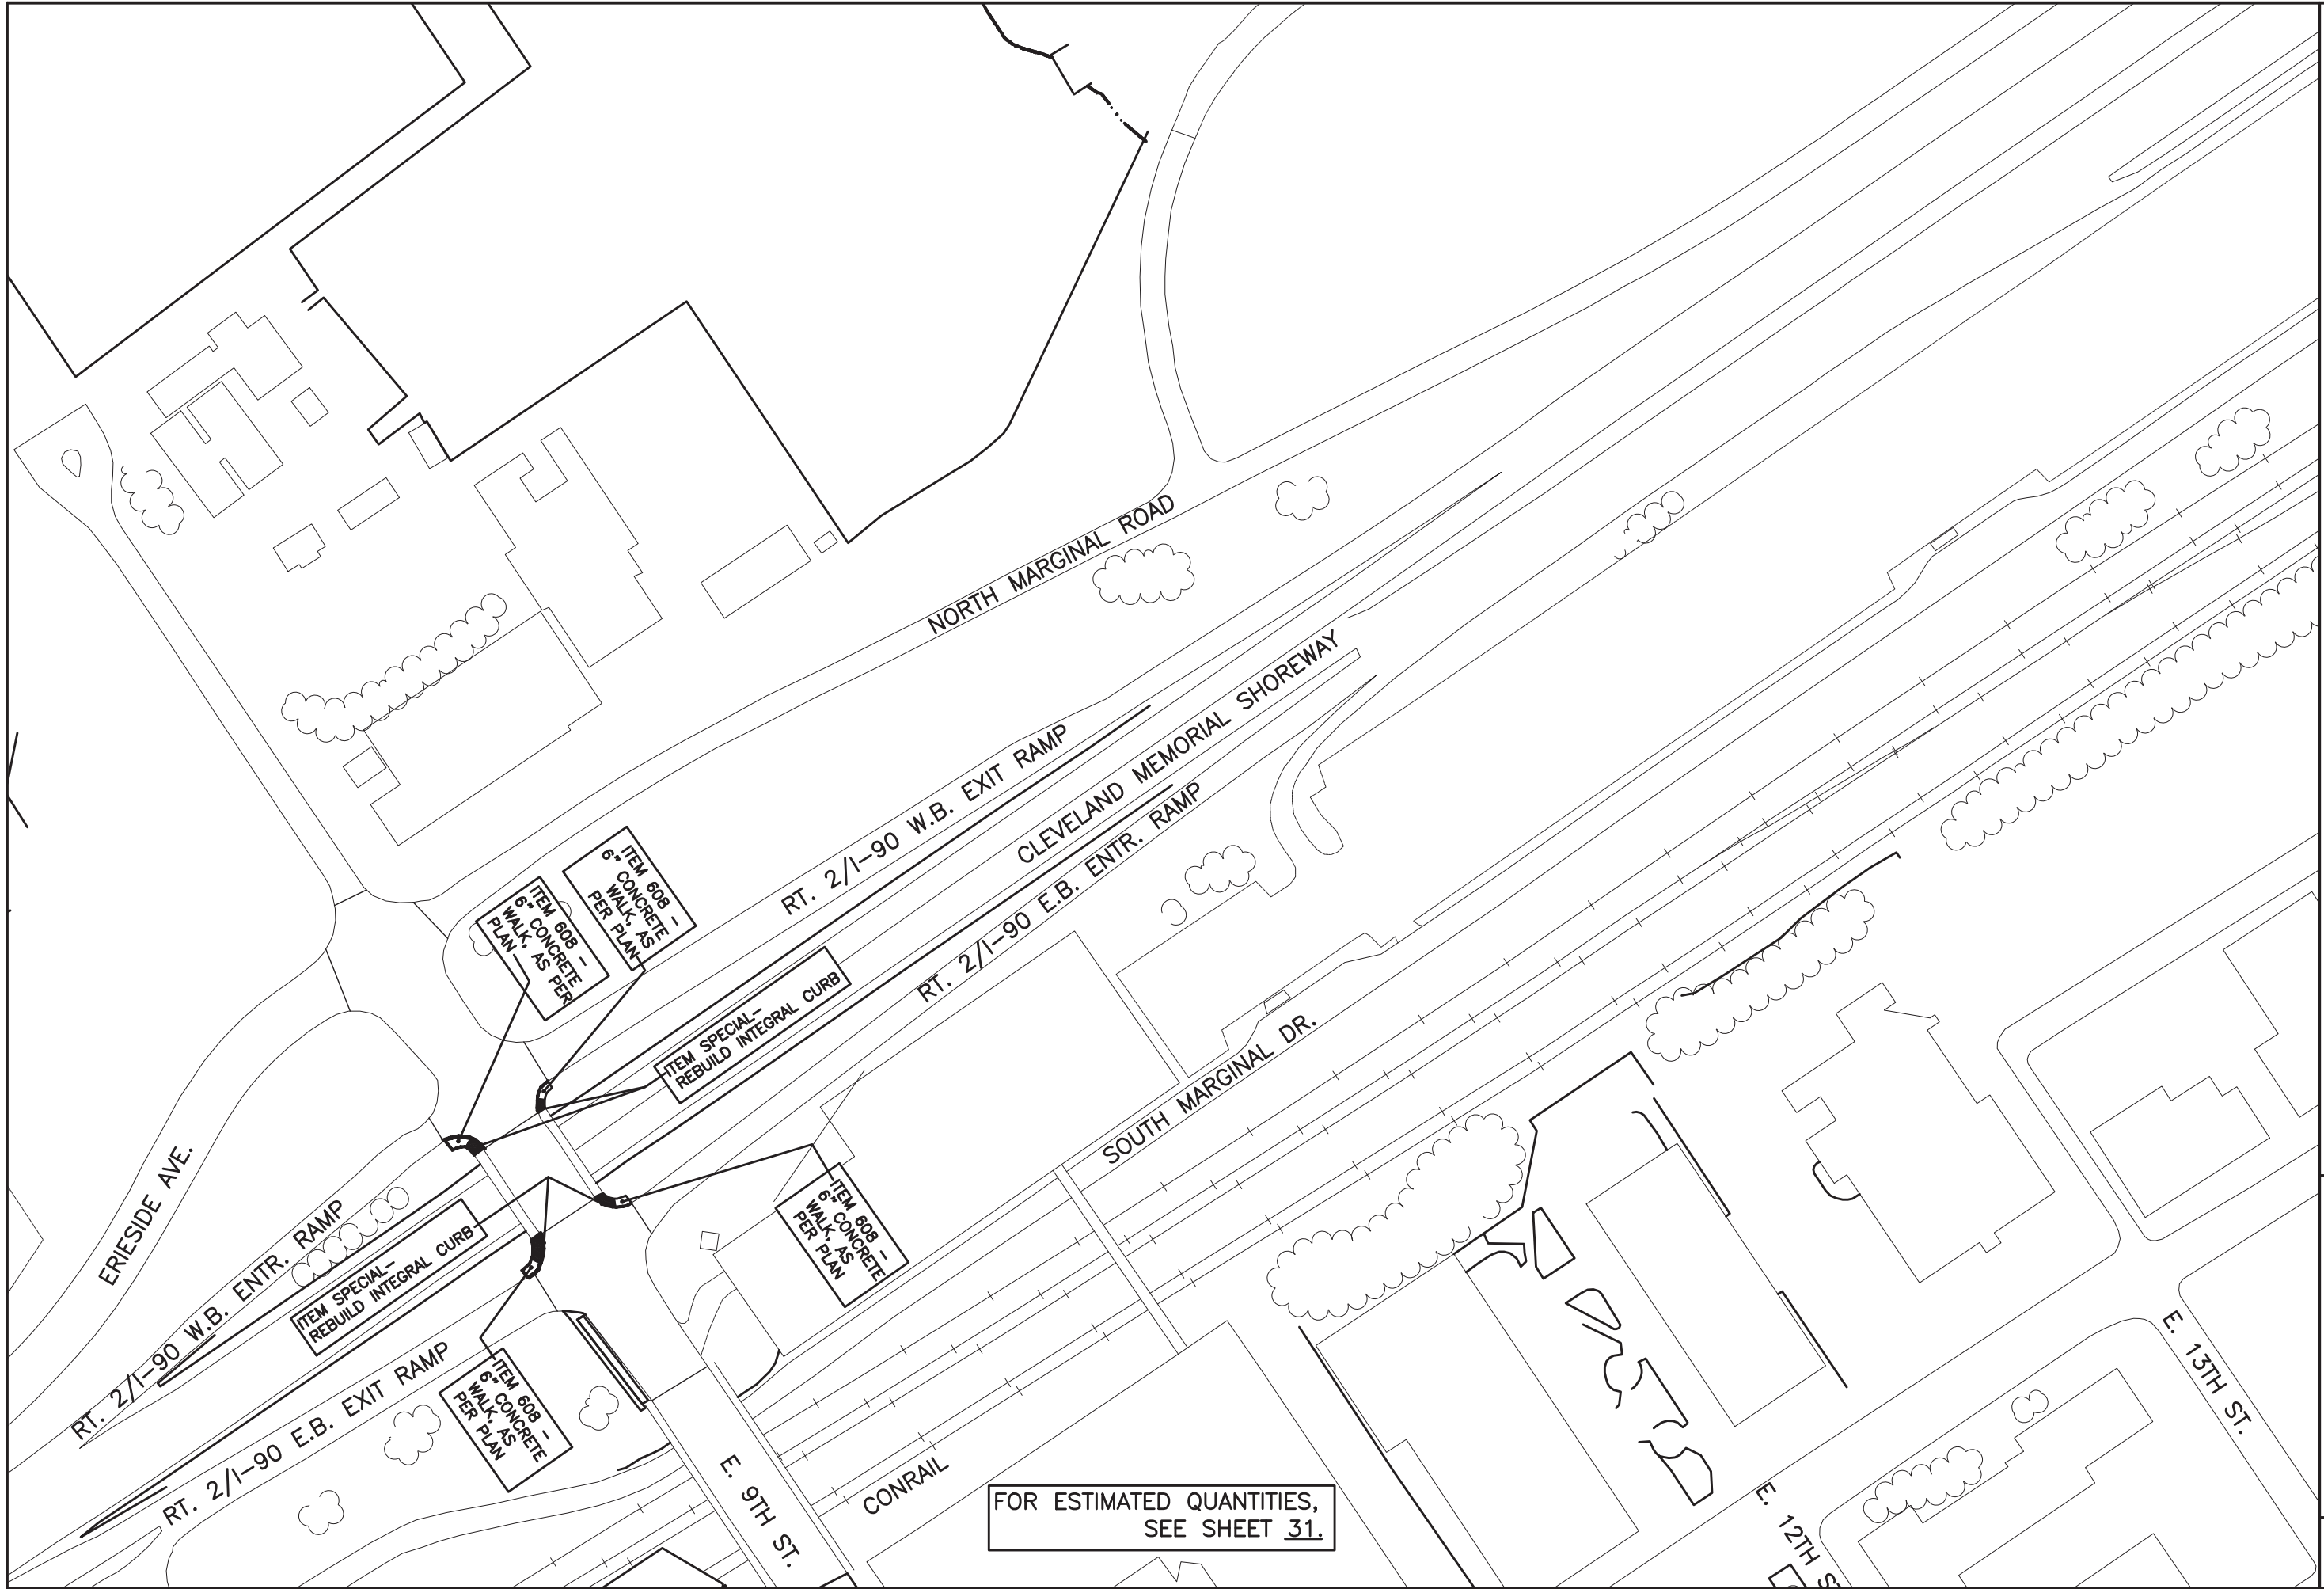 NORTH MARGINAL ROAD
RT. 2/I-90 W.B. EXIT RAMP
CLEVELAND MEMORIAL SHOREWAY
RT. 2/I-90 E.B. ENTR. RAMP
ITEM 608 -
6" CONCRETE
WALK, AS
PER PLAN
ITEM 608 -
6" CONCRETE
WALK, AS PER
PLAN
ITEM SPECIAL-
REBUILD INTEGRAL CURB
SOUTH MARGINAL DR.
ERIESIDE AVE.
RT. 2/I-90 W.B. ENTR. RAMP
ITEM SPECIAL-
REBUILD INTEGRAL CURB
ITEM 608 -
6" CONCRETE
WALK, AS
PER PLAN
RT. 2/I-90 E.B. EXIT RAMP
ITEM 608 -
6" CONCRETE
WALK, AS
PER PLAN
E. 9TH ST.
CONRAIL
FOR ESTIMATED QUANTITIES,
SEE SHEET 31.
E. 12TH
E. 13TH ST.